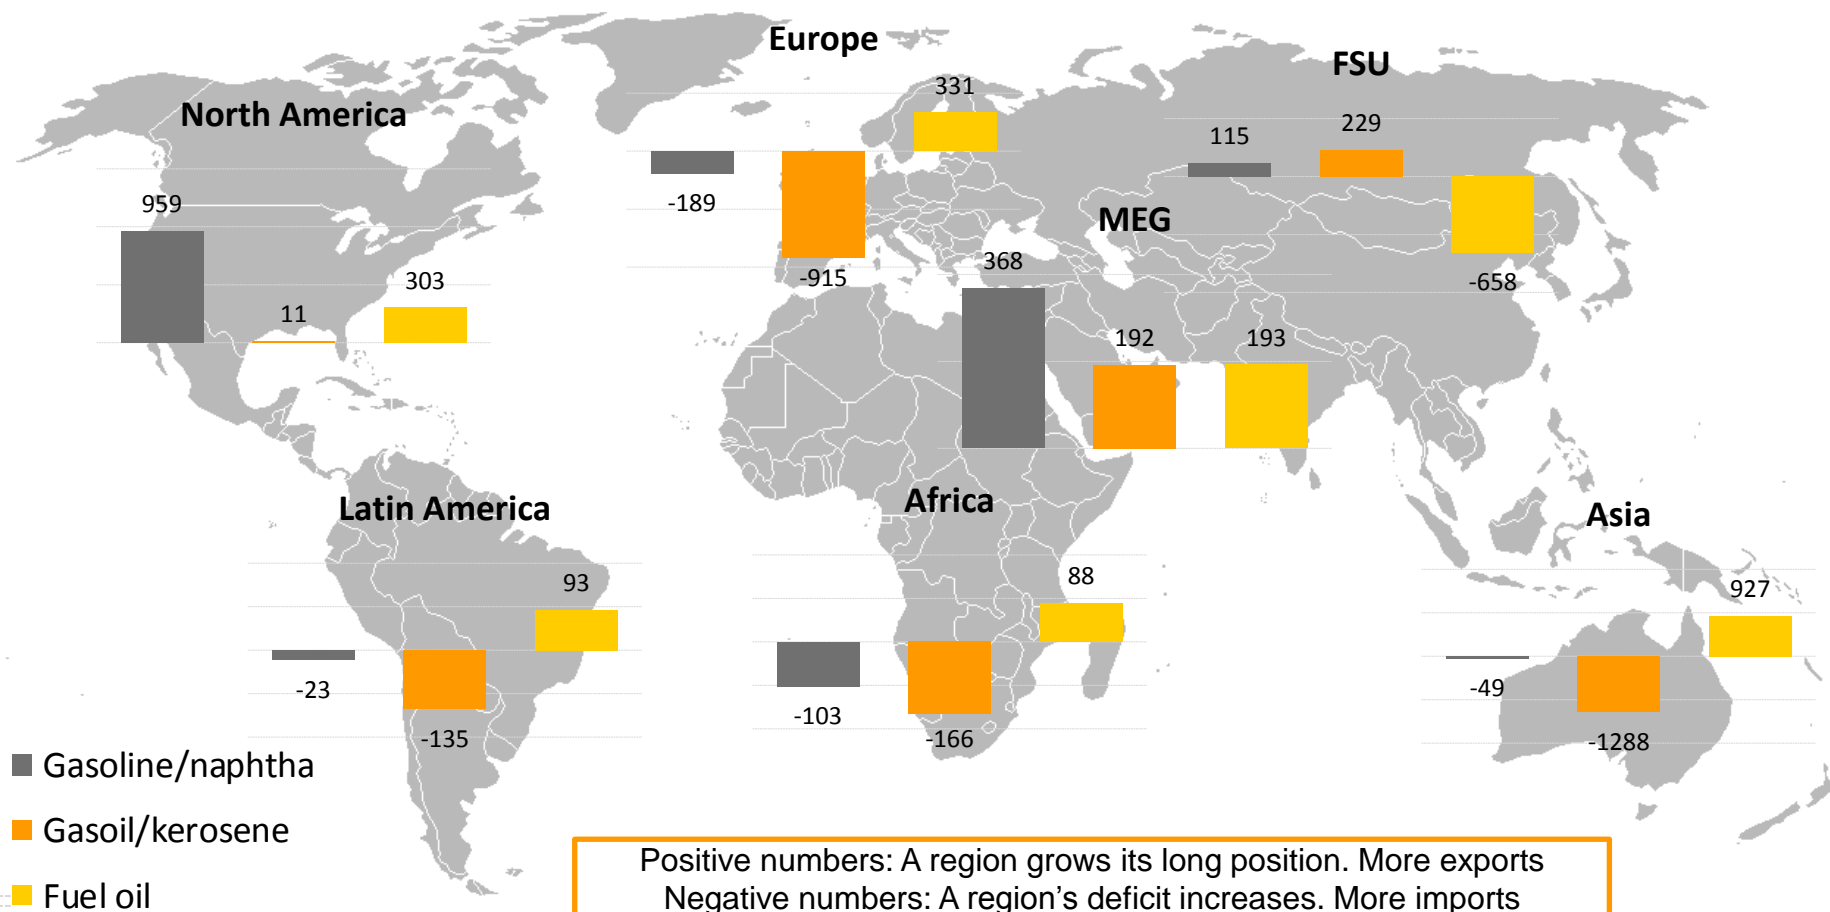 Europe
FSU
North America
331
115
229
959
-189
MEG
-915
368
-658
303
11
192
193
Latin America
Africa
Asia
93
88
927
-23
-135
-103
-166
-49
-1288
Gasoline/naphtha
Gasoil/kerosene
Fuel oil
Positive numbers: A region grows its long position. More exports
Negative numbers: A region's deficit increases. More imports